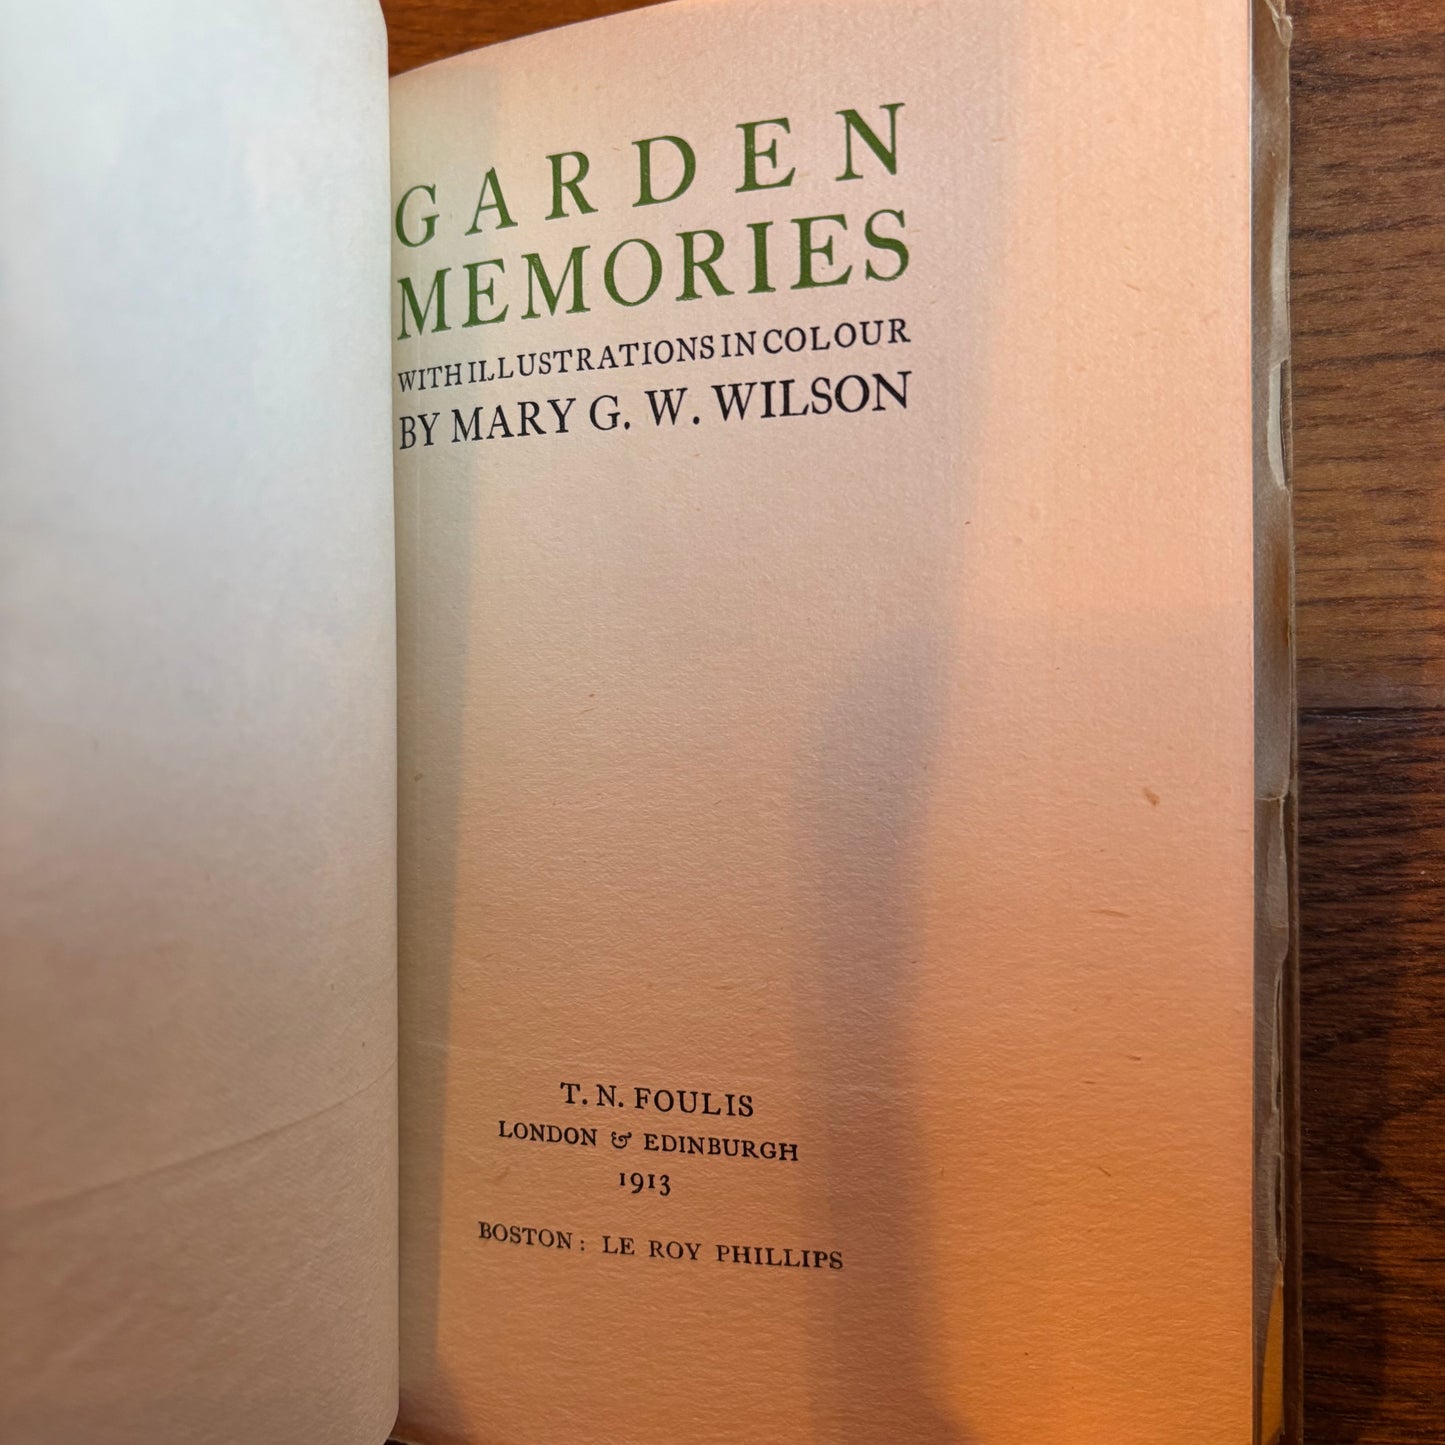 GARDEN
MEMORIES
WITH ILLUSTRATIONS IN COLOUR
BY MARY G. W. WILSON
T. N. FOULIS
LONDON & EDINBURGH
1913
BOSTON: LE ROY PHILLIPS